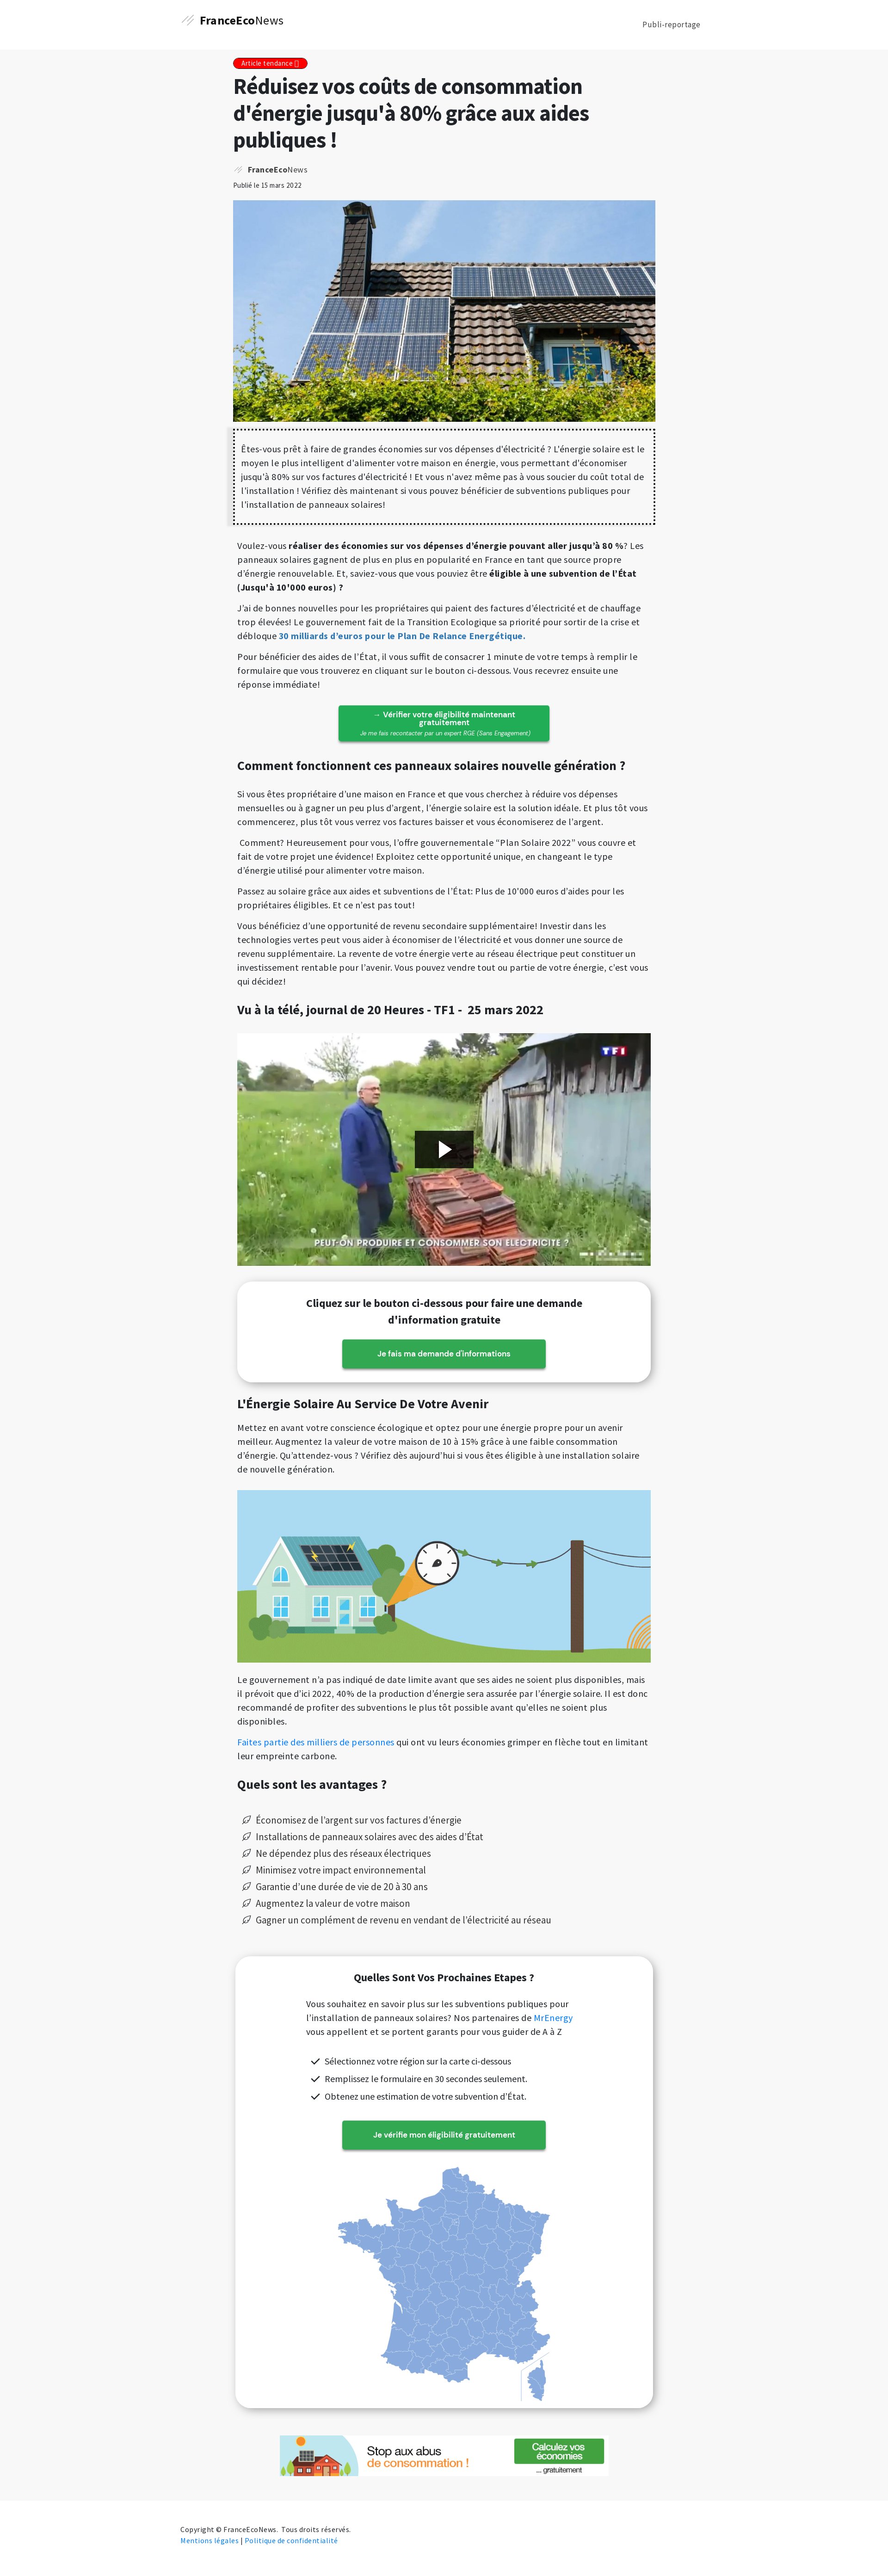 FranceEcoNews
Publi-reportage
Article tendance
Réduisez vos coûts de consommation
d'énergie jusqu'à 80% grâce aux aides
publiques !
FranceEcoNews
Publié le 15 mars 2022
Êtes-vous prêt à faire de grandes économies sur vos dépenses d'électricité ? L'énergie solaire est le
moyen le plus intelligent d'alimenter votre maison en énergie, vous permettant d'économiser
jusqu'à 80% sur vos factures d'électricité ! Et vous n'avez même pas à vous soucier du coût total de
l'installation ! Vérifiez dès maintenant si vous pouvez bénéficier de subventions publiques pour
l'installation de panneaux solaires!
Voulez-vous réaliser des économies sur vos dépenses d'énergie pouvant aller jusqu'à 80 %? Les
panneaux solaires gagnent de plus en plus en popularité en France en tant que source propre
d'énergie renouvelable. Et, saviez-vous que vous pouviez être éligible à une subvention de l'État
(Jusqu'à 10'000 euros) ?
J'ai de bonnes nouvelles pour les propriétaires qui paient des factures d'électricité et de chauffage
trop élevées! Le gouvernement fait de la Transition Ecologique sa priorité pour sortir de la crise et
débloque 30 milliards d'euros pour le Plan De Relance Energétique.
Pour bénéficier des aides de l'État, il vous suffit de consacrer 1 minute de votre temps à remplir le
formulaire que vous trouverez en cliquant sur le bouton ci-dessous. Vous recevrez ensuite une
réponse immédiate!
→ Vérifier votre éligibilité maintenant
gratuitement
Je me fais recontacter par un expert RGE (Sans Engagement)
Comment fonctionnent ces panneaux solaires nouvelle génération ?
Si vous êtes propriétaire d'une maison en France et que vous cherchez à réduire vos dépenses
mensuelles ou à gagner un peu plus d'argent, l'énergie solaire est la solution idéale. Et plus tôt vous
commencerez, plus tôt vous verrez vos factures baisser et vous économiserez de l'argent.
Comment? Heureusement pour vous, l'offre gouvernementale “Plan Solaire 2022” vous couvre et
fait de votre projet une évidence! Exploitez cette opportunité unique, en changeant le type
d'énergie utilisé pour alimenter votre maison.
Passez au solaire grâce aux aides et subventions de l'État: Plus de 10'000 euros d'aides pour les
propriétaires éligibles. Et ce n'est pas tout!
Vous bénéficiez d'une opportunité de revenu secondaire supplémentaire! Investir dans les
technologies vertes peut vous aider à économiser de l'électricité et vous donner une source de
revenu supplémentaire. La revente de votre énergie verte au réseau électrique peut constituer un
investissement rentable pour l'avenir. Vous pouvez vendre tout ou partie de votre énergie, c'est vous
qui décidez!
Vu à la télé, journal de 20 Heures - TF1 - 25 mars 2022
TF1
PEUT-ON PRODUIRE ET CONSOMMER SON ELECTRICITE ?
Cliquez sur le bouton ci-dessous pour faire une demande
d'information gratuite
Je fais ma demande d'informations
L'Énergie Solaire Au Service De Votre Avenir
Mettez en avant votre conscience écologique et optez pour une énergie propre pour un avenir
meilleur. Augmentez la valeur de votre maison de 10 à 15% grâce à une faible consommation
d'énergie. Qu'attendez-vous ? Vérifiez dès aujourd'hui si vous êtes éligible à une installation solaire
de nouvelle génération.
Le gouvernement n'a pas indiqué de date limite avant que ses aides ne soient plus disponibles, mais
il prévoit que d'ici 2022, 40% de la production d'énergie sera assurée par l'énergie solaire. Il est donc
recommandé de profiter des subventions le plus tôt possible avant qu'elles ne soient plus
disponibles.
Faites partie des milliers de personnes qui ont vu leurs économies grimper en flèche tout en limitant
leur empreinte carbone.
Quels sont les avantages ?
Économisez de l'argent sur vos factures d'énergie
Installations de panneaux solaires avec des aides d'État
Ne dépendez plus des réseaux électriques
Minimisez votre impact environnemental
Garantie d'une durée de vie de 20 à 30 ans
Augmentez la valeur de votre maison
Gagner un complément de revenu en vendant de l'électricité au réseau
Quelles Sont Vos Prochaines Etapes ?
Vous souhaitez en savoir plus sur les subventions publiques pour
l'installation de panneaux solaires? Nos partenaires de MrEnergy
vous appellent et se portent garants pour vous guider de A à Z
Sélectionnez votre région sur la carte ci-dessous
Remplissez le formulaire en 30 secondes seulement.
Obtenez une estimation de votre subvention d'État.
Je vérifie mon éligibilité gratuitement
Stop aux abus
de consommation !
Calculez vos
économies
... gratuitement
Copyright © FranceEcoNews. Tous droits réservés.
Mentions légales | Politique de confidentialité